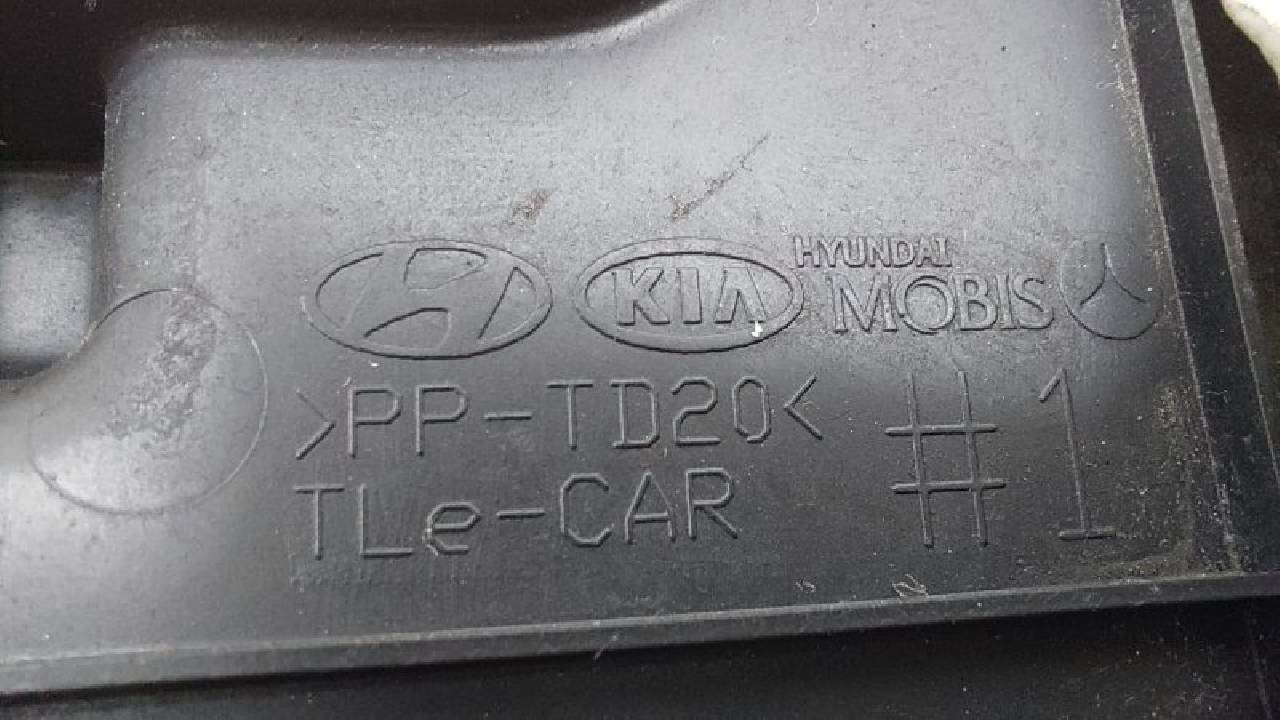 KIA HYUNDAI MOBIS
>PP-TD20< #1
TLe-CAR